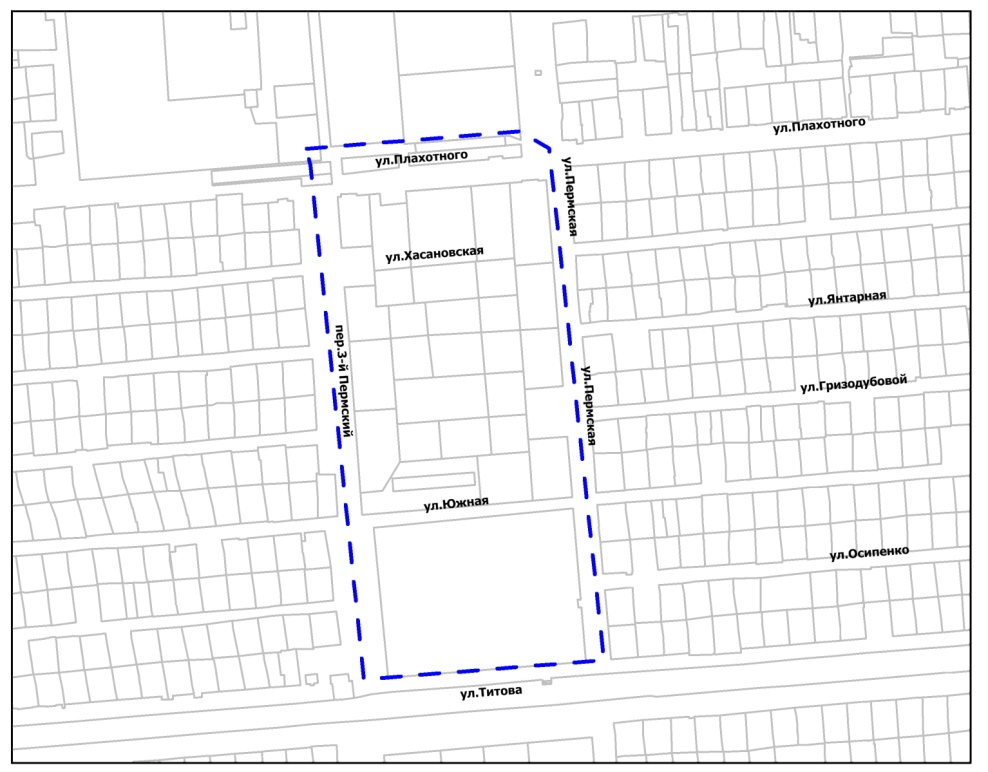 ул.Плахотного
ул.Плахотного
ул.Пермская
ул.Хасановская
ул.Янтарная
пер.3-й Пермский
ул.Пермская
ул.Гризодубовой
ул.Южная
ул.Осипенко
ул.Титова